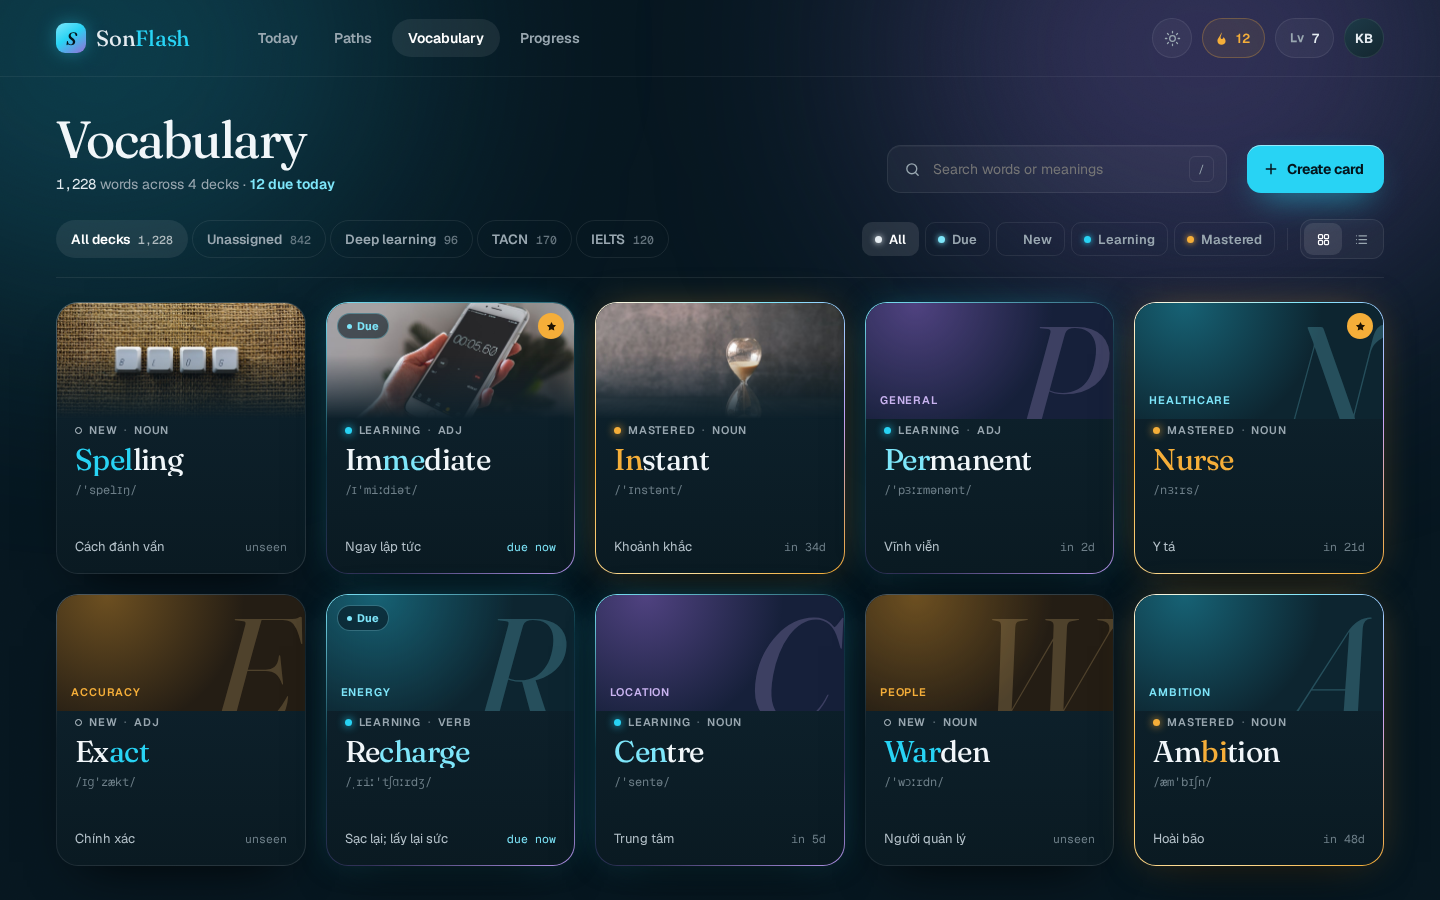 S SonFlash Today Paths Vocabulary Progress 12 Lv 7 KB
Vocabulary
1,228 words across 4 decks · 12 due today
Search words or meanings / + Create card
All decks 1,228 Unassigned 842 Deep learning 96 TACN 170 IELTS 120 All Due New Learning Mastered
NEW · NOUN
Spelling
/ˈspelɪŋ/
Cách đánh vần unseen
Due
00:05.60
LEARNING · ADJ
Immediate
/ɪˈmiːdiət/
Ngay lập tức due now
MASTERED · NOUN
Instant
/ˈɪnstənt/
Khoảnh khắc in 34d
P
GENERAL
LEARNING · ADJ
Permanent
/ˈpɜːrmənənt/
Vĩnh viễn in 2d
N
HEALTHCARE
MASTERED · NOUN
Nurse
/nɜːrs/
Y tá in 21d
E
ACCURACY
NEW · ADJ
Exact
/ɪɡˈzækt/
Chính xác unseen
Due
R
ENERGY
LEARNING · VERB
Recharge
/ˌriːˈtʃɑːrdʒ/
Sạc lại; lấy lại sức due now
C
LOCATION
LEARNING · NOUN
Centre
/ˈsentə/
Trung tâm in 5d
W
PEOPLE
NEW · NOUN
Warden
/ˈwɔːrdn/
Người quản lý unseen
A
AMBITION
MASTERED · NOUN
Ambition
/æmˈbɪʃn/
Hoài bão in 48d